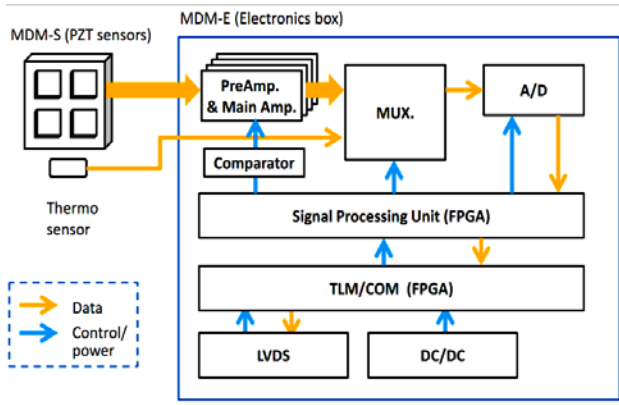 MDM-E (Electronics box)
MDM-S (PZT sensors)
PreAmp.
& Main Amp.
MUX.
A/D
Comparator
Thermo
sensor
Signal Processing Unit (FPGA)
TLM/COM (FPGA)
Data
Control/
power
LVDS
DC/DC